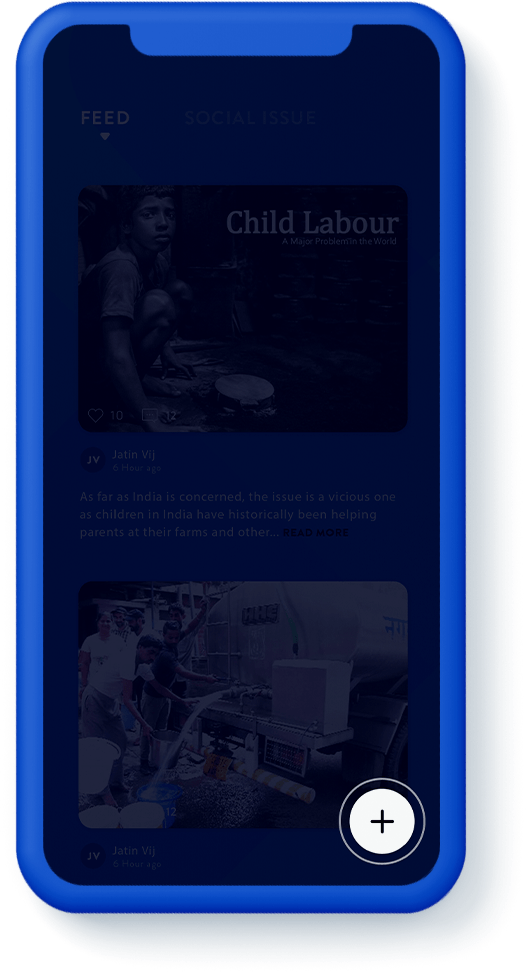 FEED
SOCIAL ISSUE
Child Labour
A Major Problem in the World
10
12
JV
Jatin Vij
6 Hour ago
As far as India is concerned, the issue is a vicious one
as children in India have historically been helping
parents at their farms and other... READ MORE
12
JV
Jatin Vij
6 Hour ago